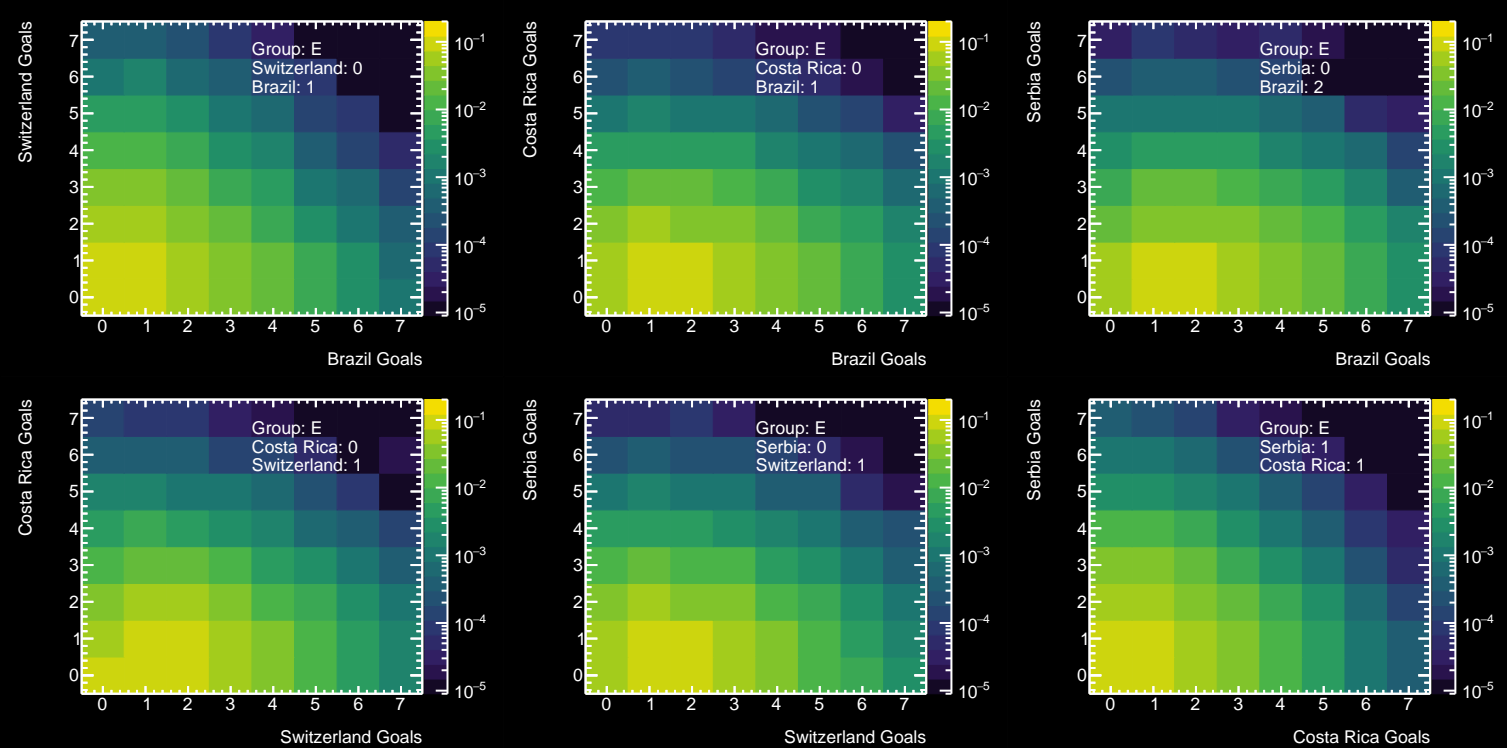 Switzerland Goals
7
6
5
4
3
2
1
0
Group: E
Switzerland: 0
Brazil: 1
10⁻¹
10⁻²
10⁻³
10⁻⁴
10⁻⁵
0 1 2 3 4 5 6 7
Brazil Goals
Costa Rica Goals
7
6
5
4
3
2
1
0
Group: E
Costa Rica: 0
Brazil: 1
10⁻¹
10⁻²
10⁻³
10⁻⁴
10⁻⁵
0 1 2 3 4 5 6 7
Brazil Goals
Serbia Goals
7
6
5
4
3
2
1
0
Group: E
Serbia: 0
Brazil: 2
10⁻¹
10⁻²
10⁻³
10⁻⁴
10⁻⁵
0 1 2 3 4 5 6 7
Brazil Goals
Costa Rica Goals
7
6
5
4
3
2
1
0
Group: E
Costa Rica: 0
Switzerland: 1
10⁻¹
10⁻²
10⁻³
10⁻⁴
10⁻⁵
0 1 2 3 4 5 6 7
Switzerland Goals
Serbia Goals
7
6
5
4
3
2
1
0
Group: E
Serbia: 0
Switzerland: 1
10⁻¹
10⁻²
10⁻³
10⁻⁴
10⁻⁵
0 1 2 3 4 5 6 7
Switzerland Goals
Serbia Goals
7
6
5
4
3
2
1
0
Group: E
Serbia: 1
Costa Rica: 1
10⁻¹
10⁻²
10⁻³
10⁻⁴
10⁻⁵
0 1 2 3 4 5 6 7
Costa Rica Goals